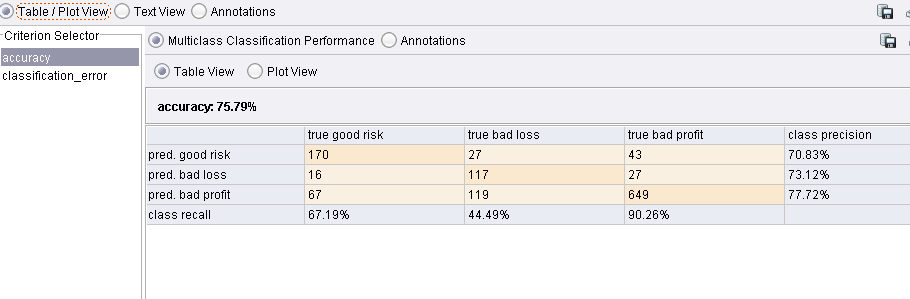 Table / Plot View Text View Annotations
Criterion Selector
accuracy
classification_error
Multiclass Classification Performance Annotations
Table View Plot View
accuracy: 75.79%
true good risk true bad loss true bad profit class precision
pred. good risk 170 27 43 70.83%
pred. bad loss 16 117 27 73.12%
pred. bad profit 67 119 649 77.72%
class recall 67.19% 44.49% 90.26%